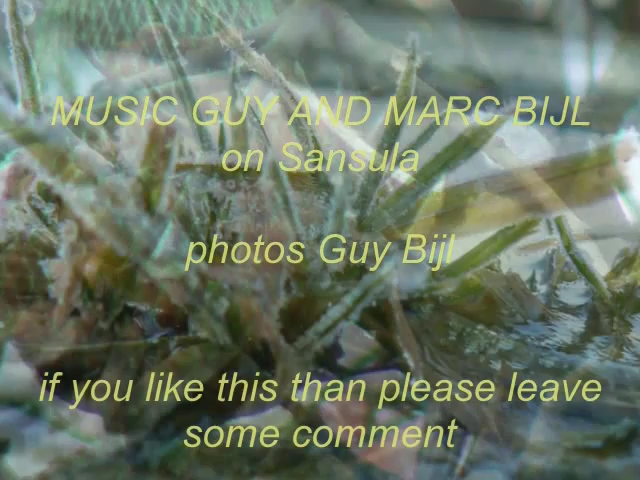 MUSIC GUY AND MARC BIJL
on Sansula
photos Guy Bijl
if you like this than please leave
some comment